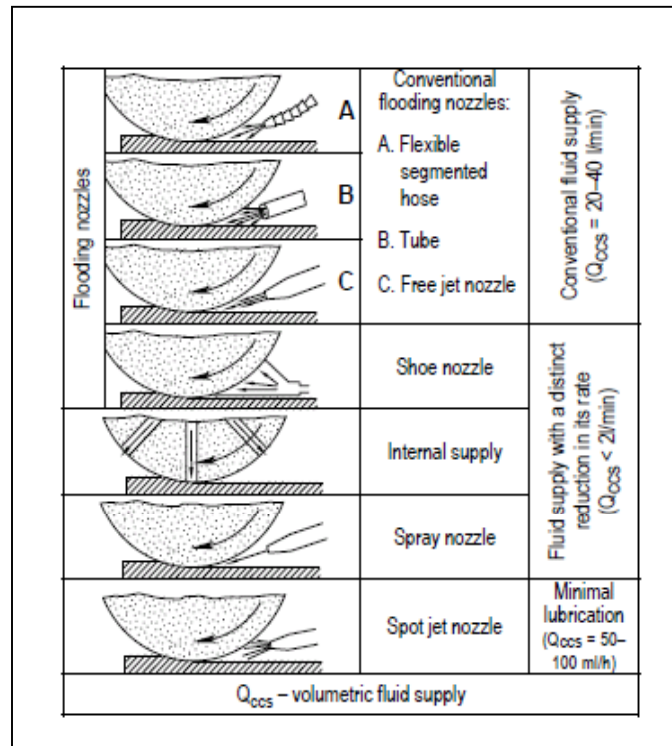 Flooding nozzles
A
B
C
Conventional
flooding nozzles:
A. Flexible
segmented
hose
B. Tube
C. Free jet nozzle
Conventional fluid supply
(Qccs = 20–40 l/min)
Shoe nozzle
Internal supply
Spray nozzle
Fluid supply with a distinct
reduction in its rate
(Qccs < 2l/min)
Spot jet nozzle
Minimal
lubrication
(Qccs = 50–
100 ml/h)
Qccs – volumetric fluid supply